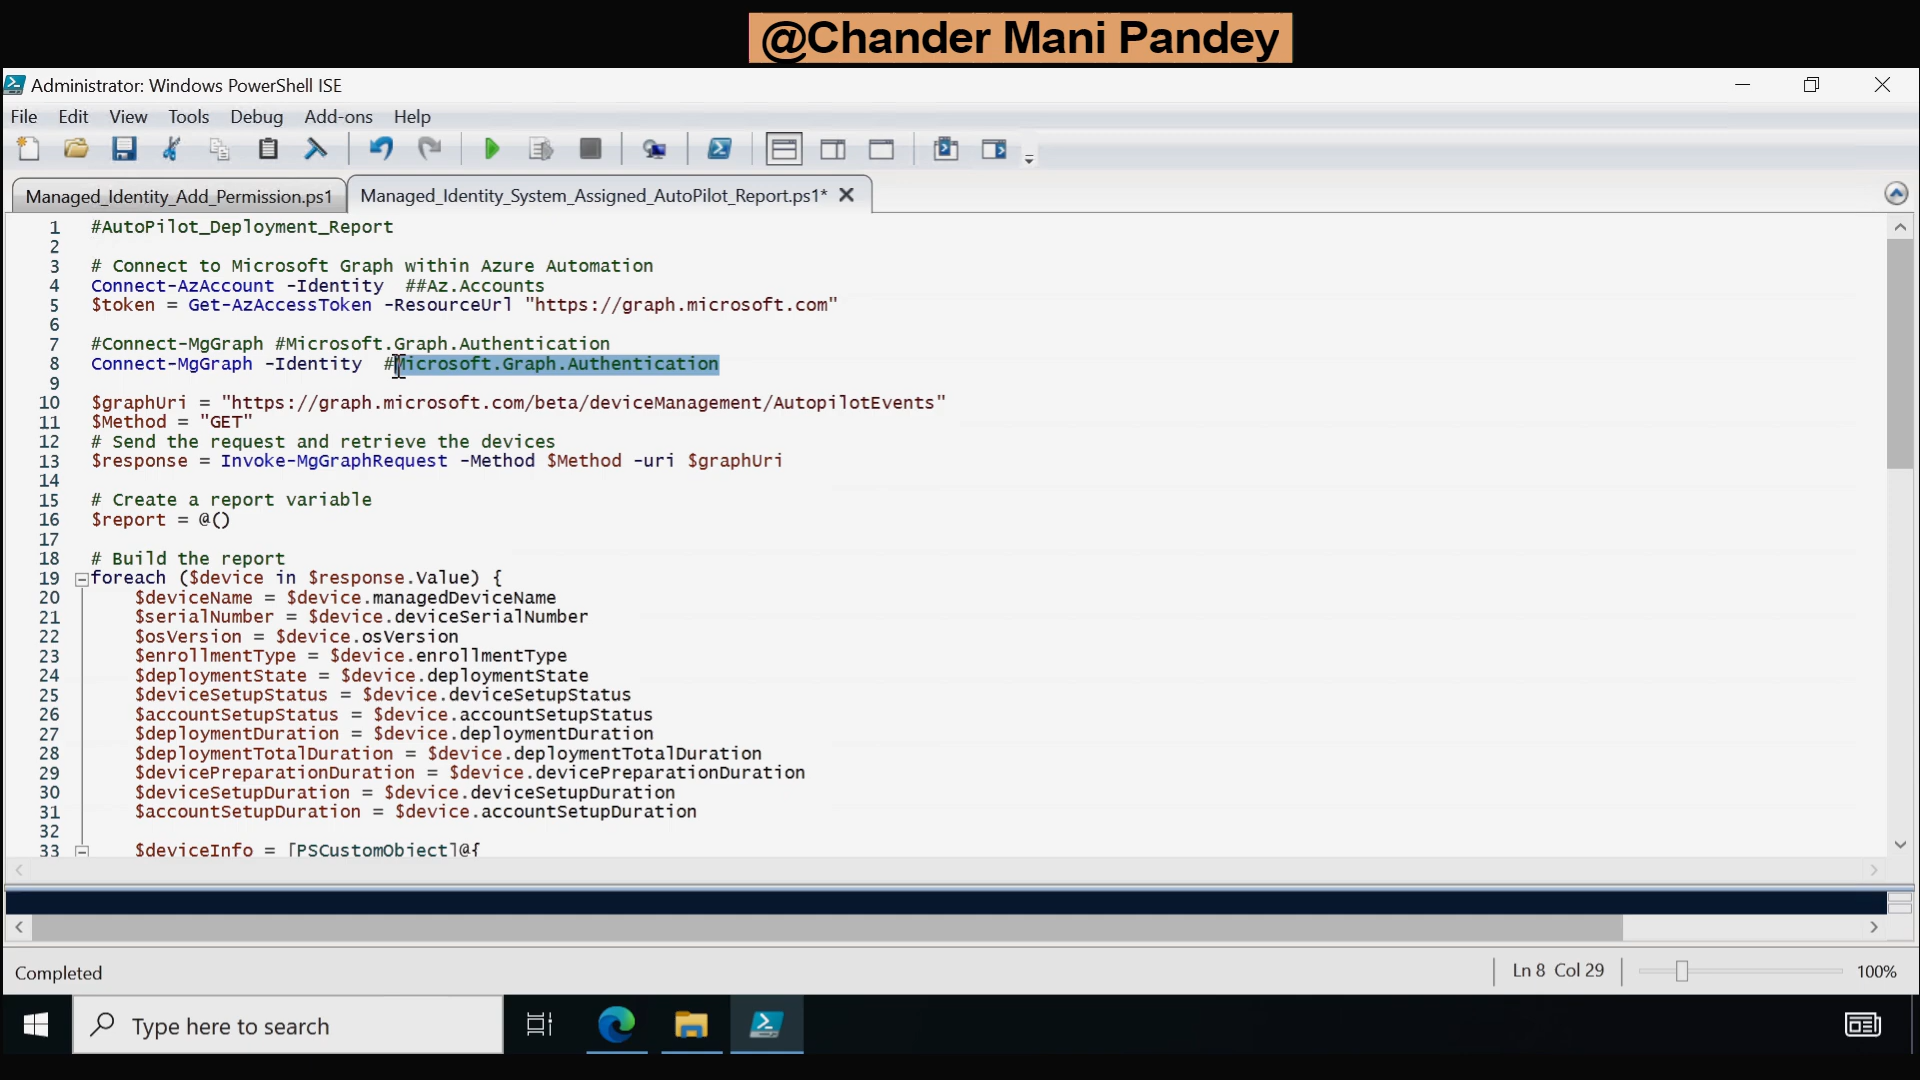 @Chander Mani Pandey
Administrator: Windows PowerShell ISE
File Edit View Tools Debug Add-ons Help
Managed_Identity_Add_Permission.ps1 Managed_Identity_System_Assigned_AutoPilot_Report.ps1*
1 #AutoPilot_Deployment_Report
2
3 # Connect to Microsoft Graph within Azure Automation
4 Connect-AzAccount -Identity ##Az.Accounts
5 $token = Get-AzAccessToken -ResourceUrl "https://graph.microsoft.com"
6
7 #Connect-MgGraph #Microsoft.Graph.Authentication
8 Connect-MgGraph -Identity #Microsoft.Graph.Authentication
9
10 $graphUri = "https://graph.microsoft.com/beta/deviceManagement/AutopilotEvents"
11 $Method = "GET"
12 # Send the request and retrieve the devices
13 $response = Invoke-MgGraphRequest -Method $Method -uri $graphUri
14
15 # Create a report variable
16 $report = @()
17
18 # Build the report
19 foreach ($device in $response.Value) {
20 $deviceName = $device.managedDeviceName
21 $serialNumber = $device.deviceSerialNumber
22 $osVersion = $device.osVersion
23 $enrollmentType = $device.enrollmentType
24 $deploymentState = $device.deploymentState
25 $deviceSetupStatus = $device.deviceSetupStatus
26 $accountSetupStatus = $device.accountSetupStatus
27 $deploymentDuration = $device.deploymentDuration
28 $deploymentTotalDuration = $device.deploymentTotalDuration
29 $devicePreparationDuration = $device.devicePreparationDuration
30 $deviceSetupDuration = $device.deviceSetupDuration
31 $accountSetupDuration = $device.accountSetupDuration
32
33 $deviceInfo = [PSCustomObject]@{
Completed Ln 8 Col 29 100%
Type here to search